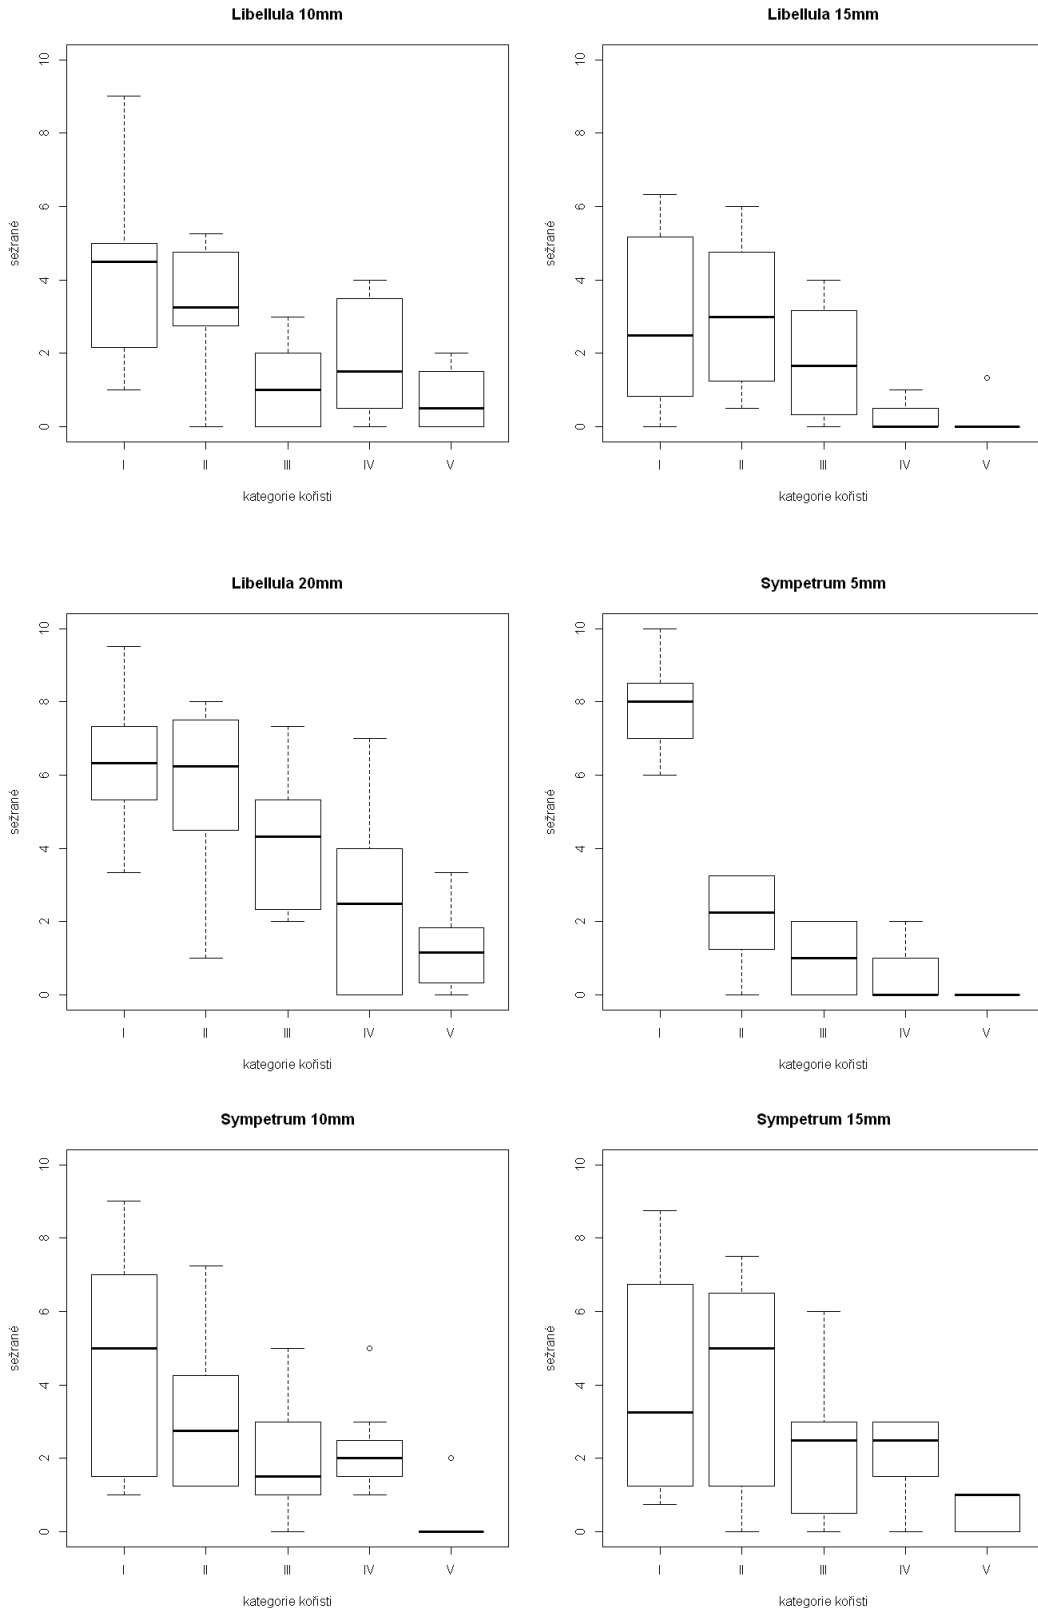 Libellula 10mm
sežrané
10
8
6
4
2
0
I II III IV V
kategorie kořisti
Libellula 15mm
sežrané
10
8
6
4
2
0
I II III IV V
kategorie kořisti
Libellula 20mm
sežrané
10
8
6
4
2
0
I II III IV V
kategorie kořisti
Sympetrum 5mm
sežrané
10
8
6
4
2
0
I II III IV V
kategorie kořisti
Sympetrum 10mm
sežrané
10
8
6
4
2
0
I II III IV V
kategorie kořisti
Sympetrum 15mm
sežrané
10
8
6
4
2
0
I II III IV V
kategorie kořisti